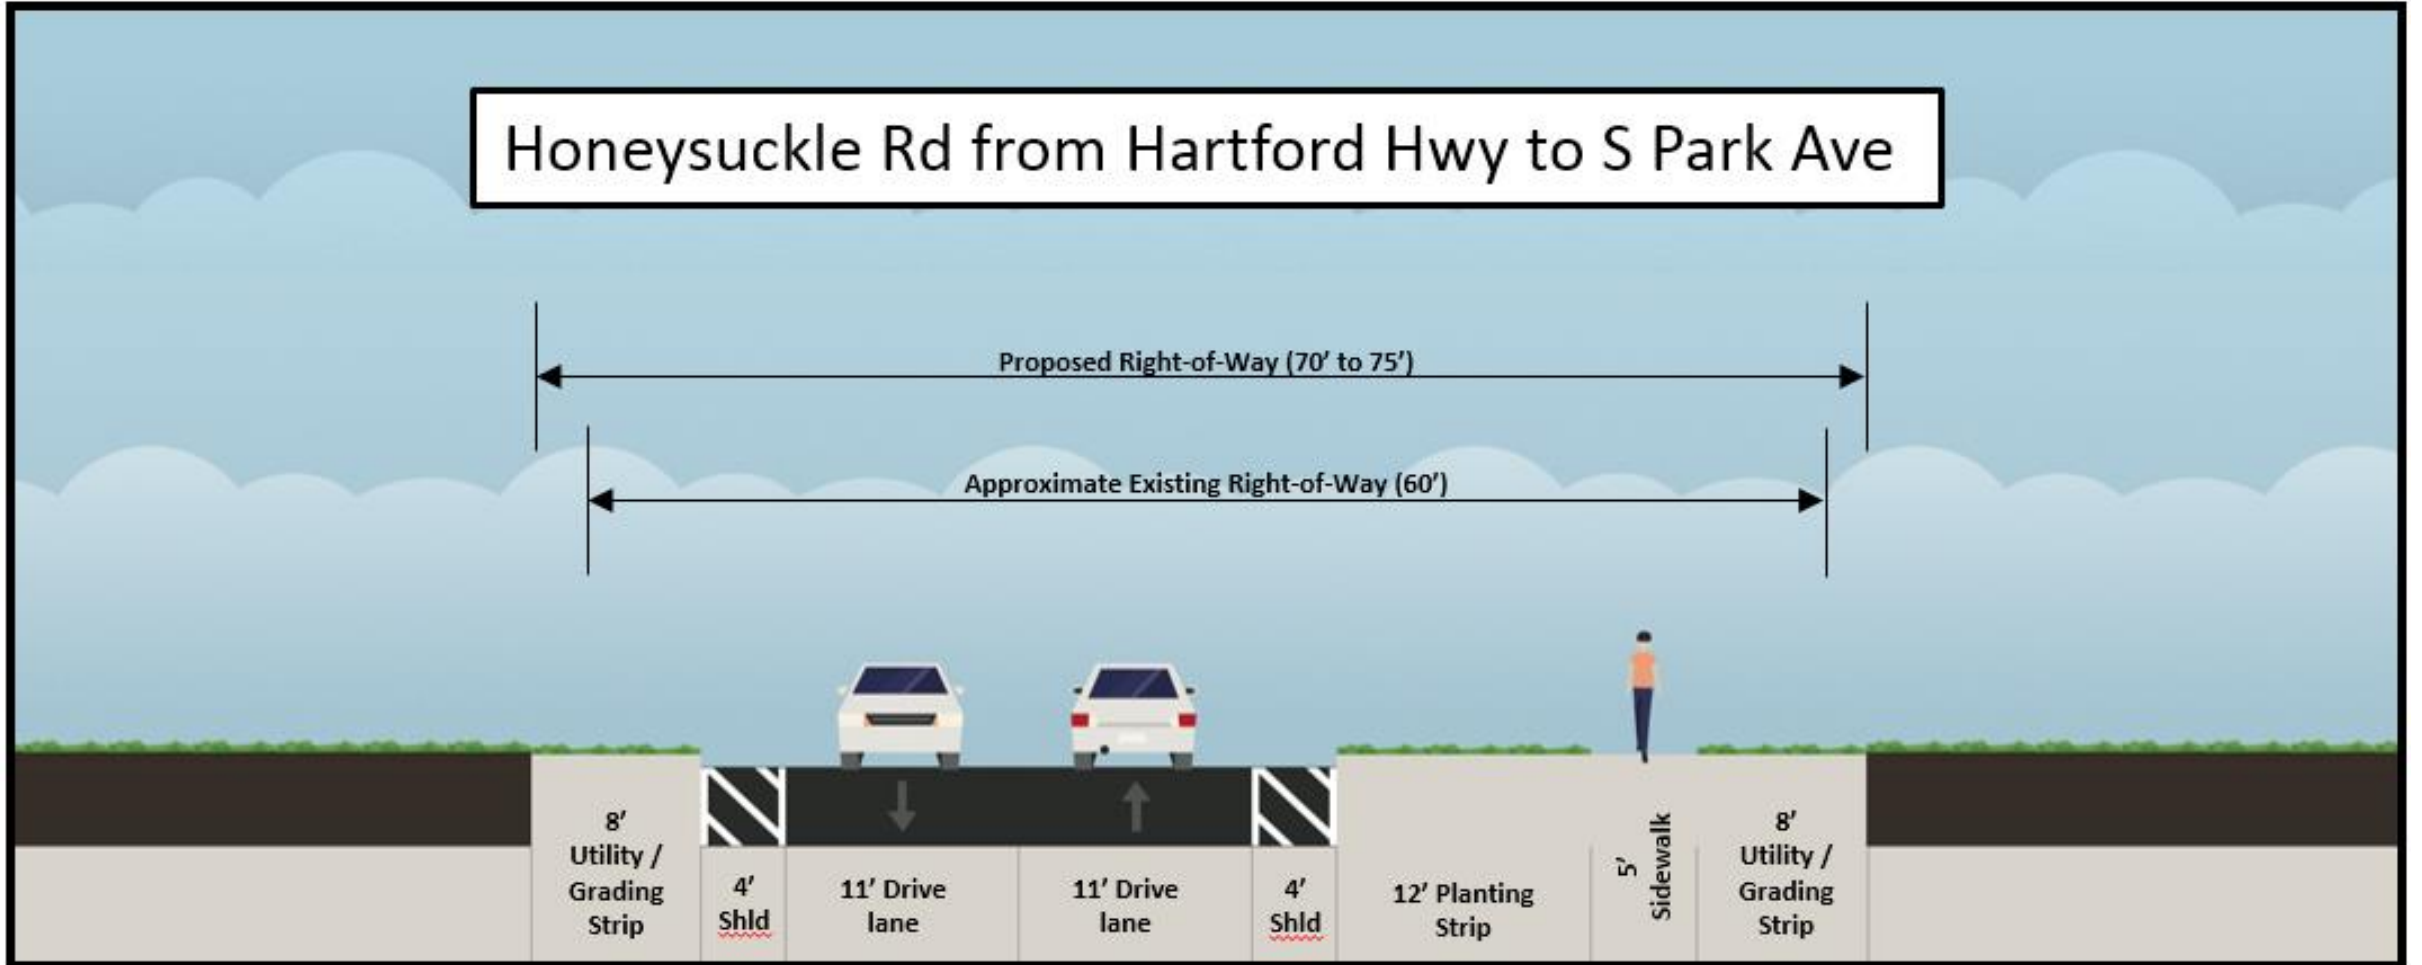 Honeysuckle Rd from Hartford Hwy to S Park Ave
Proposed Right-of-Way (70’ to 75’)
Approximate Existing Right-of-Way (60’)
8’
Utility /
Grading
Strip
4’
Shld
11’ Drive
lane
11’ Drive
lane
4’
Shld
12’ Planting
Strip
5’
Sidewalk
8’
Utility /
Grading
Strip